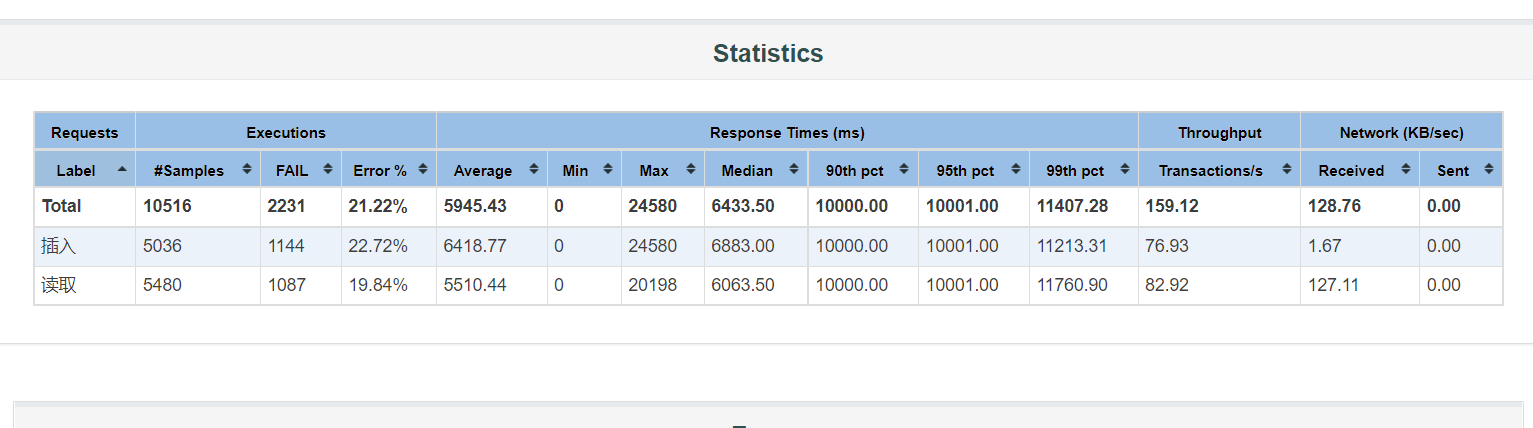 Statistics
Requests Executions Response Times (ms) Throughput Network (KB/sec)
Label #Samples FAIL Error % Average Min Max Median 90th pct 95th pct 99th pct Transactions/s Received Sent
Total 10516 2231 21.22% 5945.43 0 24580 6433.50 10000.00 10001.00 11407.28 159.12 128.76 0.00
插入 5036 1144 22.72% 6418.77 0 24580 6883.00 10000.00 10001.00 11213.31 76.93 1.67 0.00
读取 5480 1087 19.84% 5510.44 0 20198 6063.50 10000.00 10001.00 11760.90 82.92 127.11 0.00